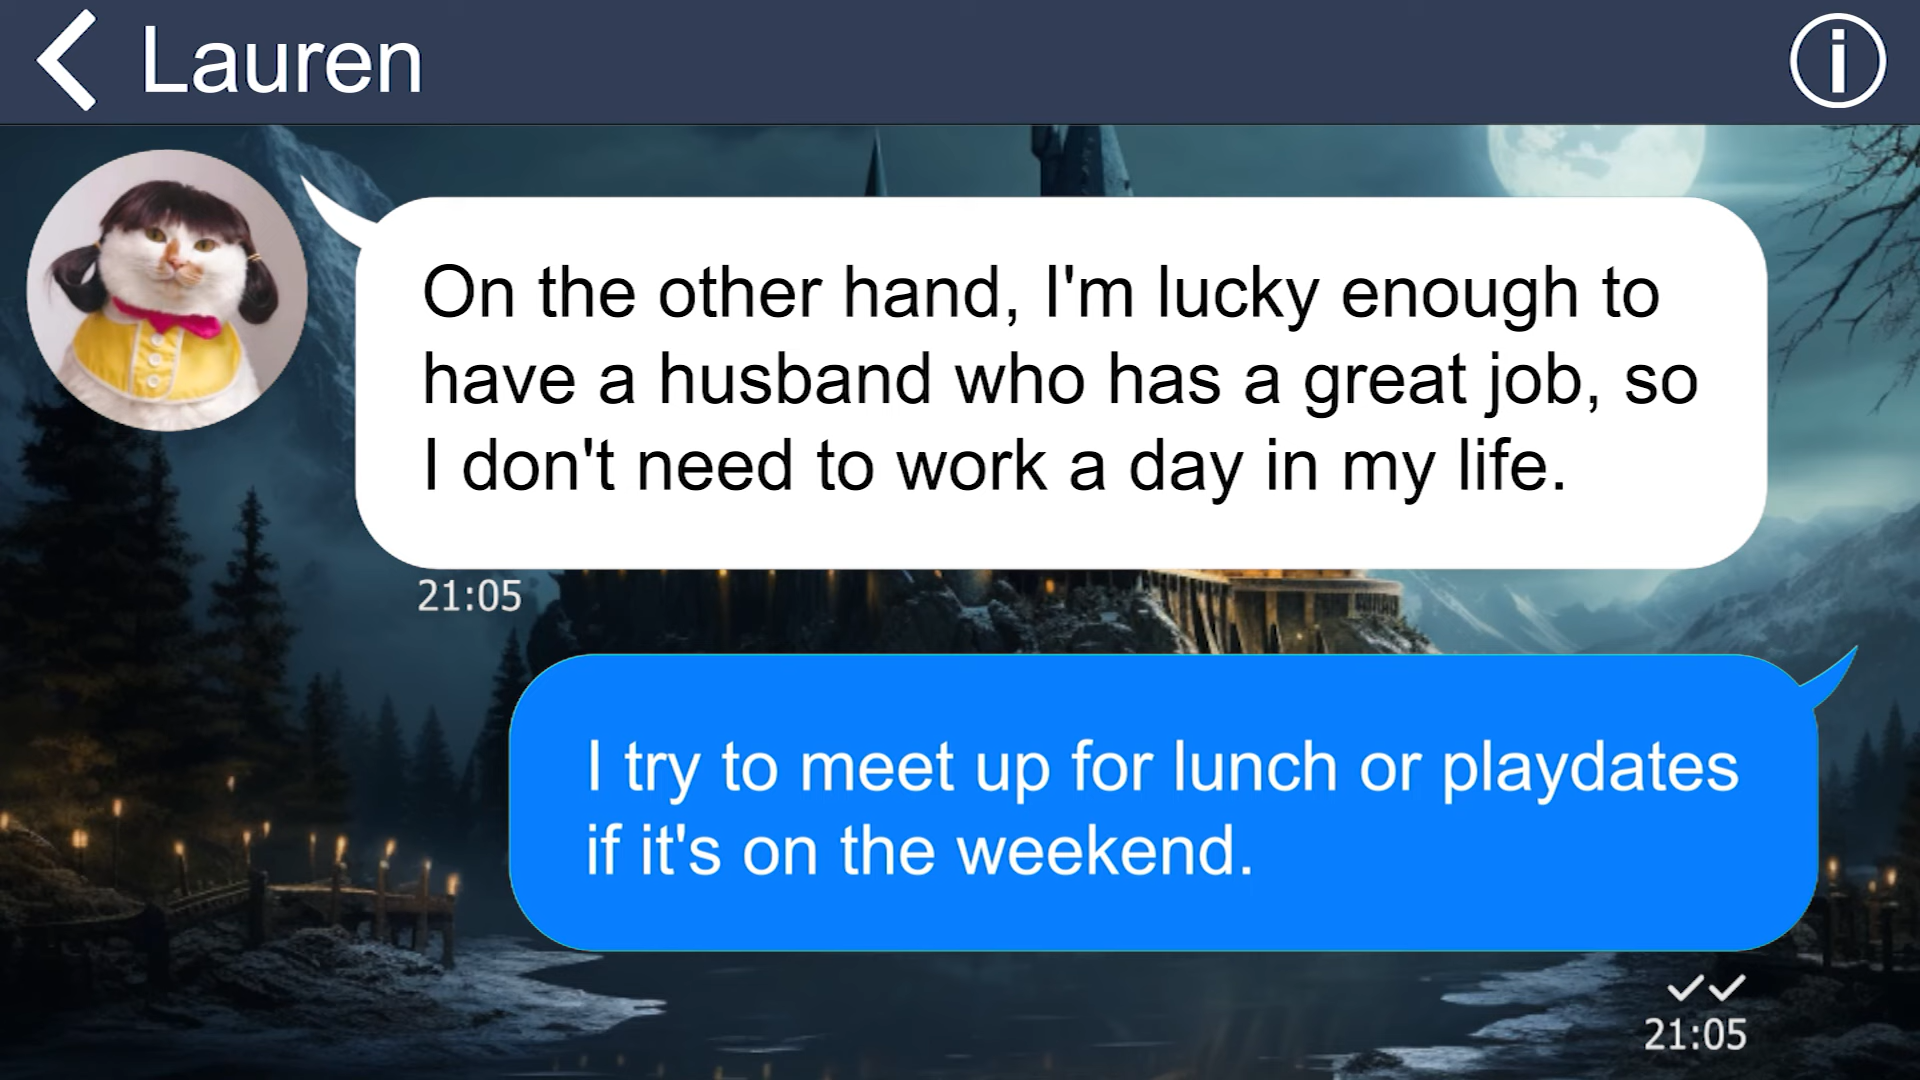 Lauren
On the other hand, I'm lucky enough to
have a husband who has a great job, so
I don't need to work a day in my life.
21:05
I try to meet up for lunch or playdates
if it's on the weekend.
21:05